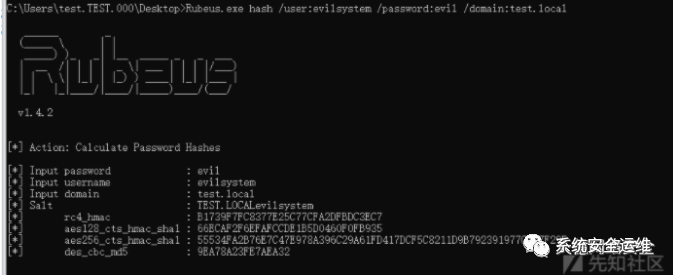 C:\Users\test.TEST.000\Desktop>Rubeus.exe hash /user:evilsystem /password:evil /domain:test.local
Rubeus
v1.4.2
[*] Action: Calculate Password Hashes
[*] Input password : evil
[*] Input username : evilsystem
[*] Input domain : test.local
[*] Salt : TEST.LOCALevilsystem
[*] rc4_hmac : B1739F7FC8377E25C77CFA2DFBDC3EC7
[*] aes128_cts_hmac_sha1 : 66ECAF2F6EFAFCCDE1B5D0460F0FB935
[*] aes256_cts_hmac_sha1 :
[*] des_cbc_md5 : 9EA78A23FE7AEA32
系统安全运维
先知社区